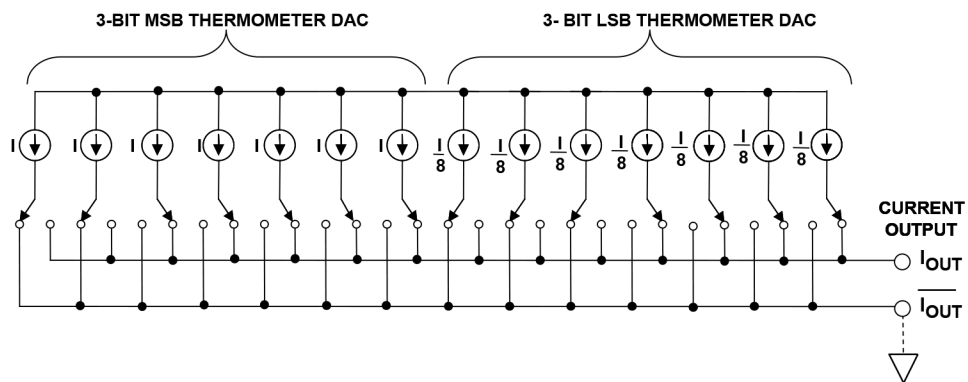 3-BIT MSB THERMOMETER DAC
3- BIT LSB THERMOMETER DAC
I
I
I
I
I
I
I
I/8
I/8
I/8
I/8
I/8
I/8
I/8
CURRENT
OUTPUT
IOUT
IOUT